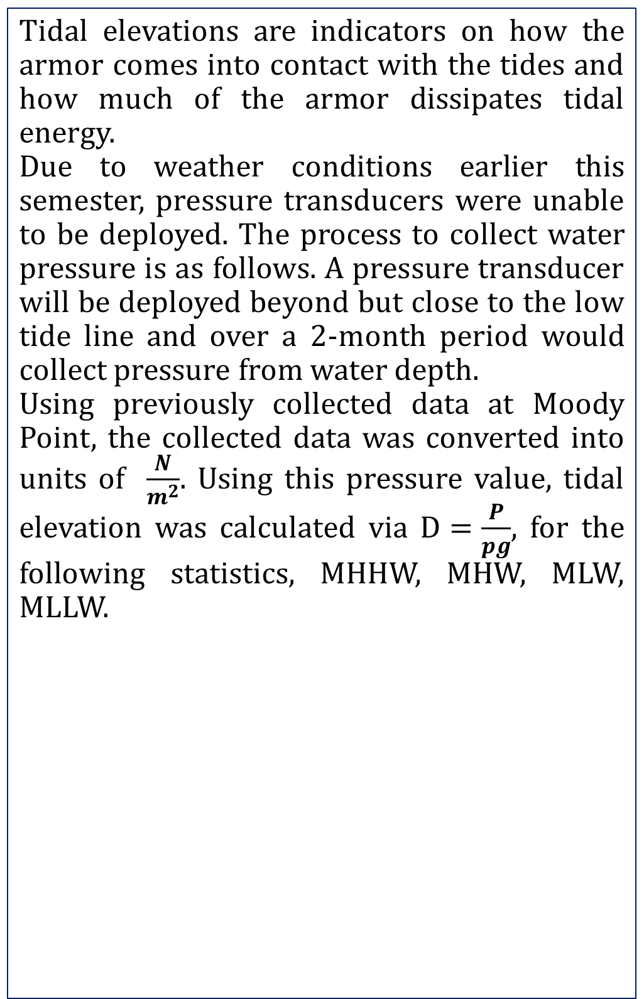 Tidal elevations are indicators on how the
armor comes into contact with the tides and
how much of the armor dissipates tidal
energy.
Due to weather conditions earlier this
semester, pressure transducers were unable
to be deployed. The process to collect water
pressure is as follows. A pressure transducer
will be deployed beyond but close to the low
tide line and over a 2-month period would
collect pressure from water depth.
Using previously collected data at Moody
Point, the collected data was converted into
units of N/m². Using this pressure value, tidal
elevation was calculated via D = P/pg, for the
following statistics, MHHW, MHW, MLW,
MLLW.